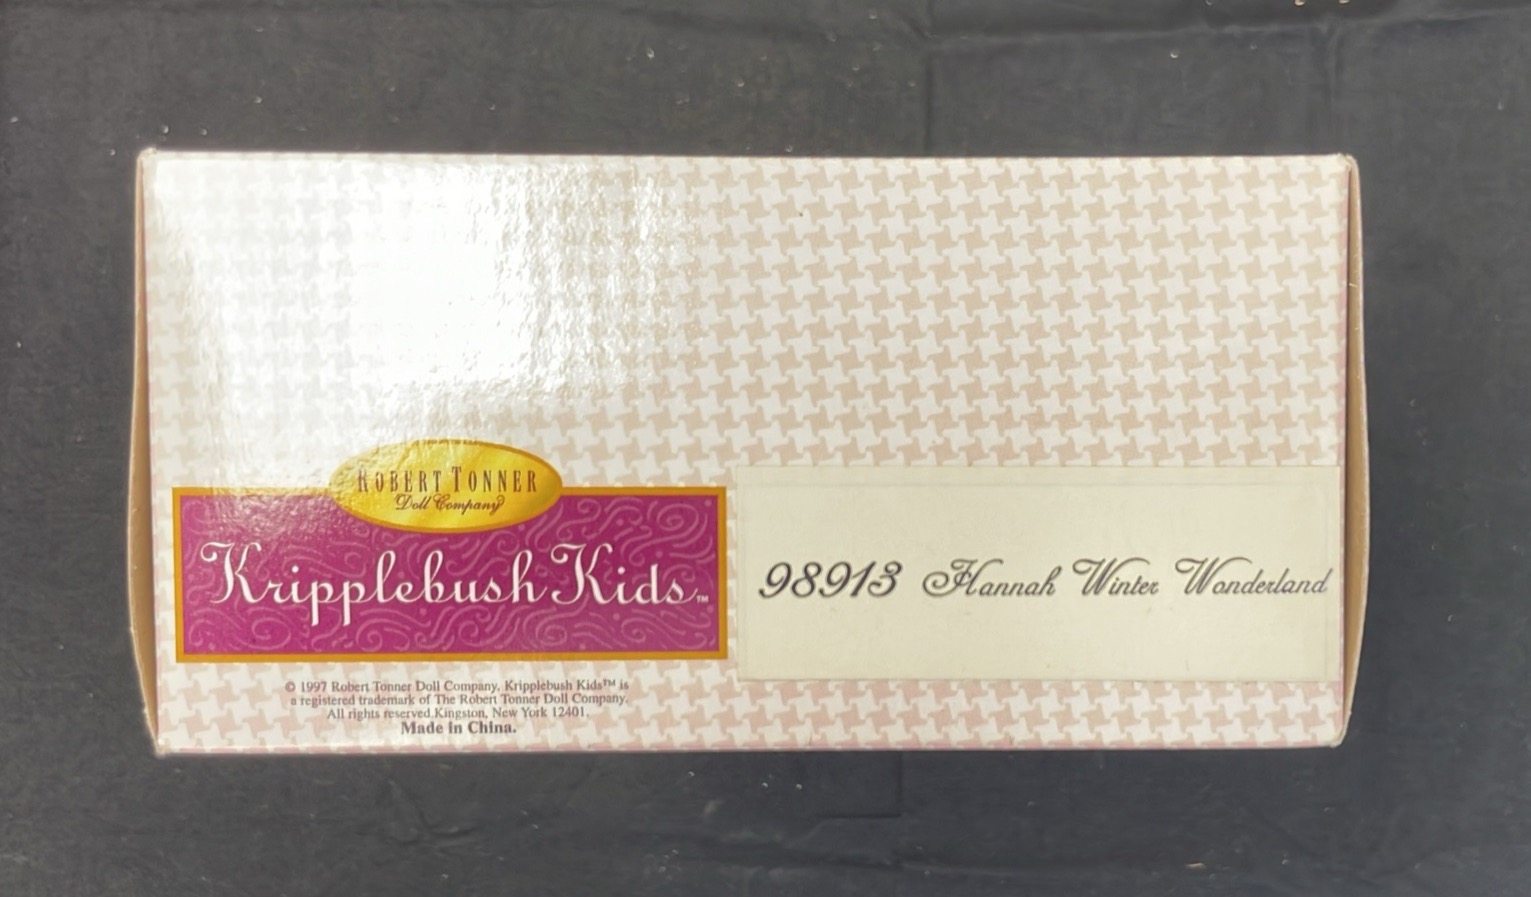 ROBERT TONNER
Doll Company
Kripplebush Kids™
98913 Hannah Winter Wonderland
© 1997 Robert Tonner Doll Company. Kripplebush Kids™ is
a registered trademark of The Robert Tonner Doll Company.
All rights reserved Kingston, New York 12401.
Made in China.